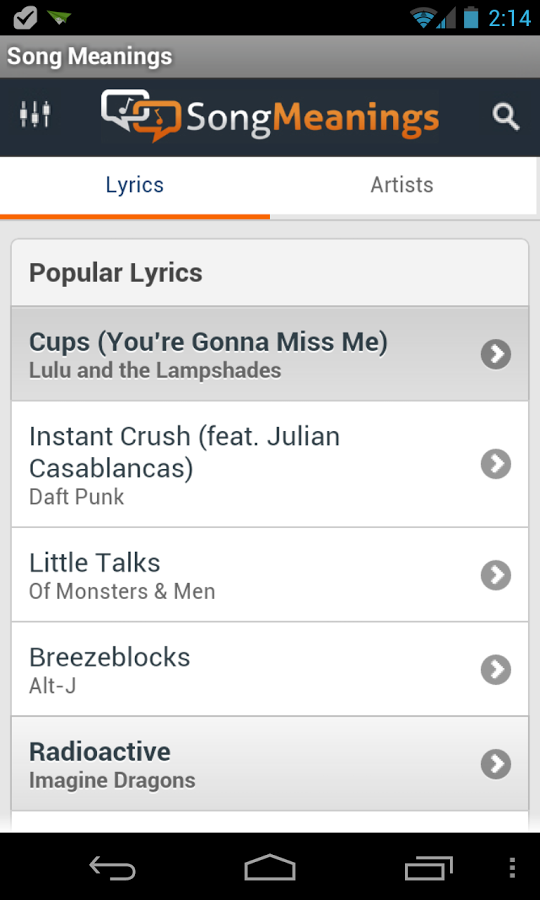 2:14
Song Meanings
SongMeanings
Lyrics
Artists
Popular Lyrics
Cups (You're Gonna Miss Me)
Lulu and the Lampshades
Instant Crush (feat. Julian
Casablancas)
Daft Punk
Little Talks
Of Monsters & Men
Breezeblocks
Alt-J
Radioactive
Imagine Dragons